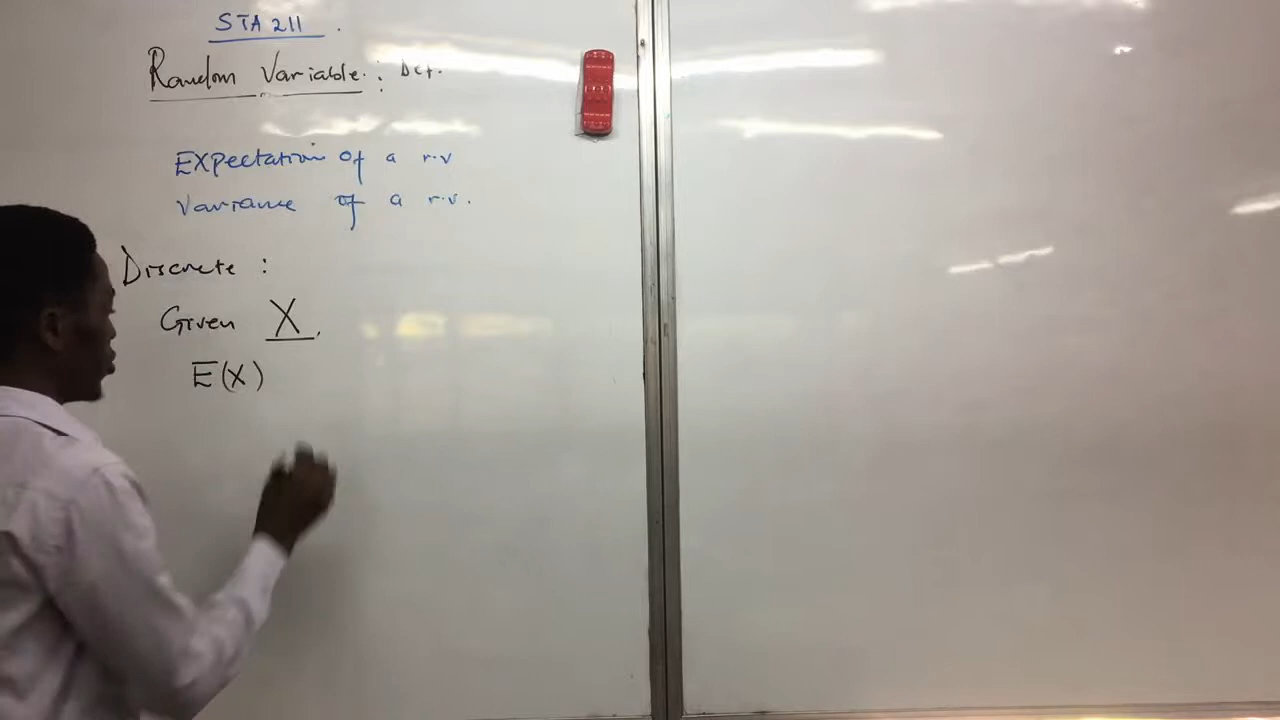 STA 211.
Random Variable: Def.
Expectation of a r.v
Variance of a r.v.
Discrete :
Given X,
E(X)